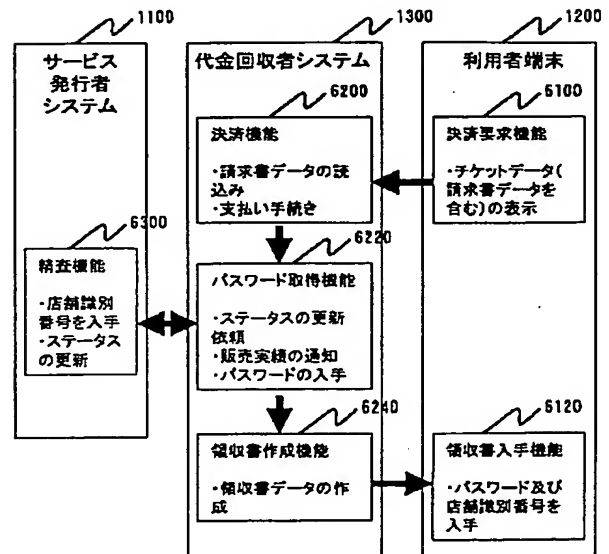 1100
サービス
発行者
システム
6300
精査機能
・店舗識別
番号を入手
・ステータス
の更新
1300
代金回収者システム
6200
決済機能
・請求書データの読
込み
・支払い手続き
6220
パスワード取得機能
・ステータスの更新
依頼
・販売実績の通知
・パスワードの入手
6240
領収書作成機能
・領収書データの作
成
1200
利用者端末
6100
決済要求機能
・チケットデータ(
請求書データを
含む)の表示
6120
領収書入手機能
・パスワード及び
店舗識別番号を
入手